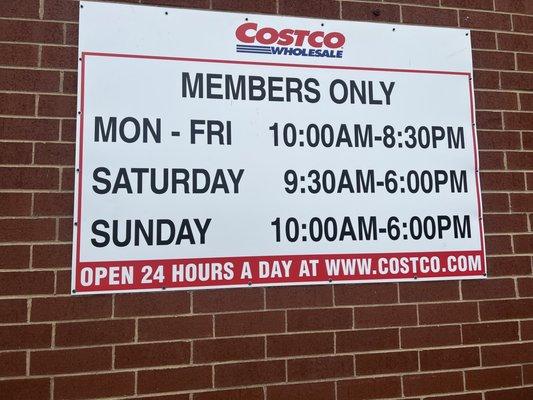 COSTCO
WHOLESALE
MEMBERS ONLY
MON - FRI 10:00AM-8:30PM
SATURDAY 9:30AM-6:00PM
SUNDAY 10:00AM-6:00PM
OPEN 24 HOURS A DAY AT WWW.COSTCO.COM